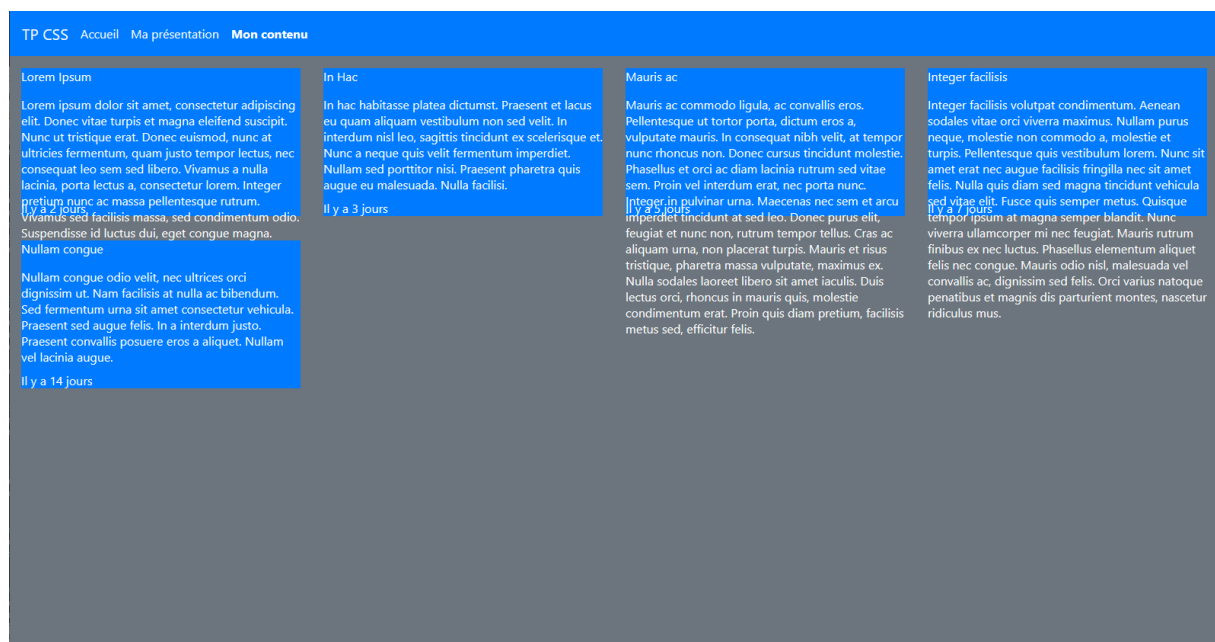 TP CSS Accueil Ma présentation Mon contenu
Lorem Ipsum
Lorem ipsum dolor sit amet, consectetur adipiscing
elit. Donec vitae turpis et magna eleifend suscipit.
Nunc ut tristique erat. Donec euismod, nunc at
ultricies fermentum, quam justo tempor lectus, nec
consequat leo sem sed libero. Vivamus a nulla
lacinia, porta lectus a, consectetur lorem. Integer
pretium nunc ac massa pellentesque rutrum.
Il y a 2 jours
Vivamus sed facilisis massa, sed condimentum odio.
Suspendisse id luctus dui, eget congue magna.
In Hac
In hac habitasse platea dictumst. Praesent et lacus
eu quam aliquam vestibulum non sed velit. In
interdum nisl leo, sagittis tincidunt ex scelerisque et.
Nunc a neque quis velit fermentum imperdiet.
Nullam sed porttitor nisi. Praesent pharetra quis
augue eu malesuada. Nulla facilisi.
Il y a 3 jours
Mauris ac
Mauris ac commodo ligula, ac convallis eros.
Pellentesque ut tortor porta, dictum eros a,
vulputate mauris. In consequat nibh velit, at tempor
nunc rhoncus non. Donec cursus tincidunt molestie.
Phasellus et orci ac diam lacinia rutrum sed vitae
sem. Proin vel interdum erat, nec porta nunc.
Integer in pulvinar urna. Maecenas nec sem et arcu
Il y a 5 jours
imperdiet tincidunt at sed leo. Donec purus elit,
feugiat et nunc non, rutrum tempor tellus. Cras ac
aliquam urna, non placerat turpis. Mauris et risus
tristique, pharetra massa vulputate, maximus ex.
Nulla sodales laoreet libero sit amet iaculis. Duis
lectus orci, rhoncus in mauris quis, molestie
condimentum erat. Proin quis diam pretium, facilisis
metus sed, efficitur felis.
Integer facilisis
Integer facilisis volutpat condimentum. Aenean
sodales vitae orci viverra maximus. Nullam purus
neque, molestie non commodo a, molestie et
turpis. Pellentesque quis vestibulum lorem. Nunc sit
amet erat nec augue facilisis fringilla nec sit amet
felis. Nulla quis diam sed magna tincidunt vehicula
sed vitae elit. Fusce quis semper metus. Quisque
Il y a 7 jours
tempor ipsum at magna semper blandit. Nunc
viverra ullamcorper mi nec feugiat. Mauris rutrum
finibus ex nec luctus. Phasellus elementum aliquet
felis nec congue. Mauris odio nisl, malesuada vel
convallis ac, dignissim sed felis. Orci varius natoque
penatibus et magnis dis parturient montes, nascetur
ridiculus mus.
Nullam congue
Nullam congue odio velit, nec ultrices orci
dignissim ut. Nam facilisis at nulla ac bibendum.
Sed fermentum urna sit amet consectetur vehicula.
Praesent sed augue felis. In a interdum justo.
Praesent convallis posuere eros a aliquet. Nullam
vel lacinia augue.
Il y a 14 jours